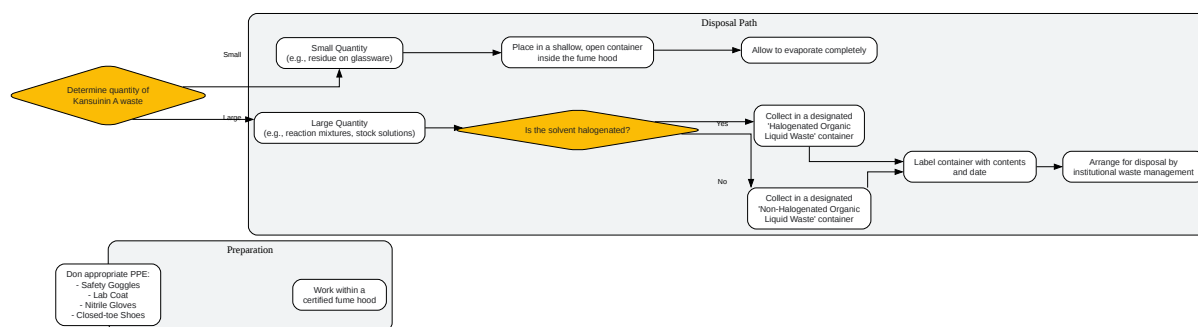 Disposal Path
Small
Small Quantity
(e.g., residue on glassware)
Place in a shallow, open container
inside the fume hood
Allow to evaporate completely
Determine quantity of
Kansuinin A waste
Large
Large Quantity
(e.g., reaction mixtures, stock solutions)
Is the solvent halogenated?
Yes
Collect in a designated
'Halogenated Organic
Liquid Waste' container
No
Collect in a designated
'Non-Halogenated Organic
Liquid Waste' container
Label container with contents
and date
Arrange for disposal by
institutional waste management
Preparation
Don appropriate PPE:
- Safety Goggles
- Lab Coat
- Nitrile Gloves
- Closed-toe Shoes
Work within a
certified fume hood